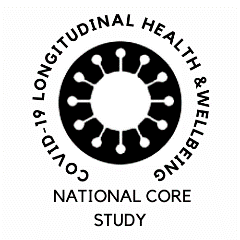 COVID-19 LONGITUDINAL HEALTH & WELLBEING
NATIONAL CORE
STUDY